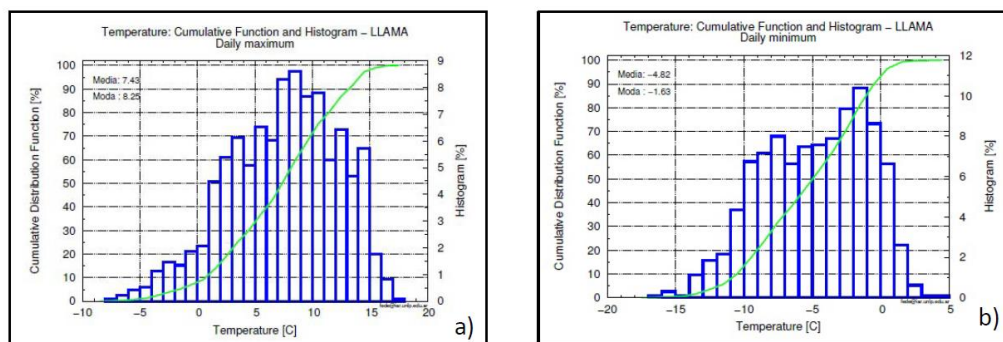 Temperature: Cumulative Function and Histogram – LLAMA
Daily maximum
Media: 7.43
Moda : 8.25
Cumulative Distribution Function [%]
100
90
80
70
60
50
40
30
20
10
0
9
8
7
6
5
4
3
2
1
0
Histogram [%]
−10 −5 0 5 10 15 20
Temperature [C]
a)
Temperature: Cumulative Function and Histogram – LLAMA
Daily minimum
Media: −4.82
Moda : −1.63
Cumulative Distribution Function [%]
100
90
80
70
60
50
40
30
20
10
0
12
10
8
6
4
2
0
Histogram [%]
−20 −15 −10 −5 0 5
Temperature [C]
b)